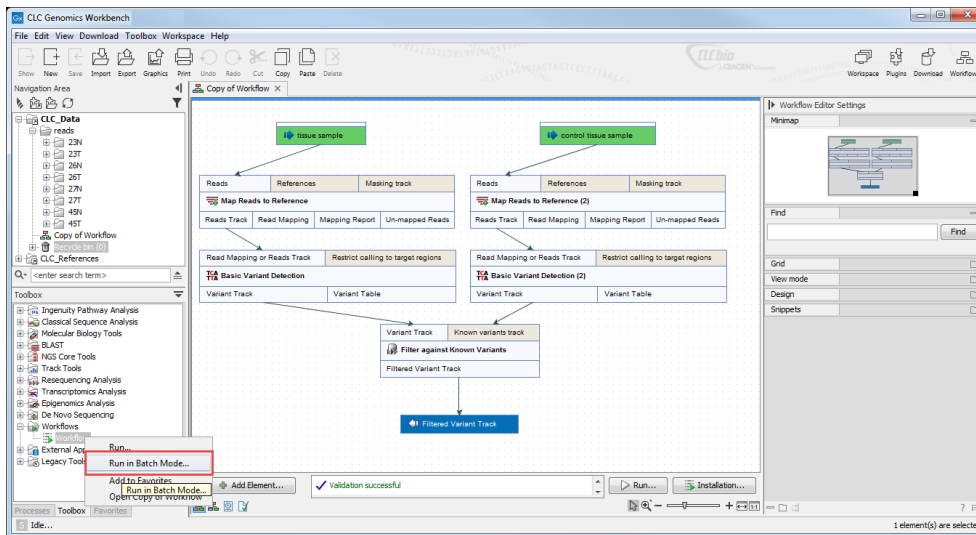 CLC Genomics Workbench
File Edit View Download Toolbox Workspace Help
Show New Save Import Export Graphics Print Undo Redo Cut Copy Paste Delete
CLC bio
Workspace Plugins Download Workflow
Navigation Area
Copy of Workflow
CLC_Data
reads
23N
23T
26N
26T
27N
27T
45N
45T
Copy of Workflow
Recycle bin (0)
CLC_References
<enter search term>
Toolbox
Ingenuity Pathway Analysis
Classical Sequence Analysis
Molecular Biology Tools
BLAST
NGS Core Tools
Track Tools
Resequencing Analysis
Transcriptomics Analysis
Epigenomics Analysis
De Novo Sequencing
Workflows
Workflo
External App
Legacy Tools
Run...
Run in Batch Mode...
Add to Favorites
Run in Batch Mode...
Open Copy of Workflow
Processes Toolbox Favorites
Idle...
tissue sample
control tissue sample
Reads References Masking track
Map Reads to Reference
Reads Track Read Mapping Mapping Report Un-mapped Reads
Reads References Masking track
Map Reads to Reference (2)
Reads Track Read Mapping Mapping Report Un-mapped Reads
Read Mapping or Reads Track Restrict calling to target regions
Basic Variant Detection
Variant Track Variant Table
Read Mapping or Reads Track Restrict calling to target regions
Basic Variant Detection (2)
Variant Track Variant Table
Variant Track Known variants track
Filter against Known Variants
Filtered Variant Track
Filtered Variant Track
Add Element... Validation successful Run... Installation...
Workflow Editor Settings
Minimap
Find
Find
Grid
View mode
Design
Snippets
1 element(s) are selecte